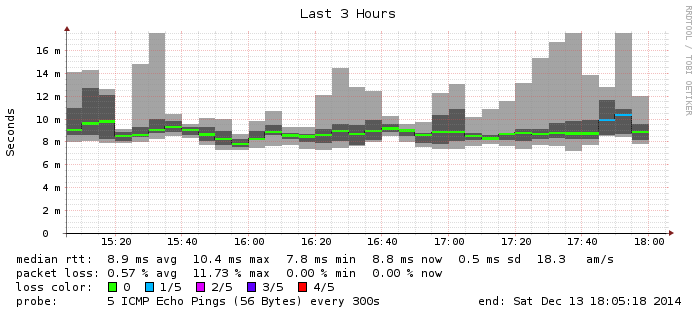 Last 3 Hours
RRDTOOL / TOBI OETIKER
Seconds
16 m
14 m
12 m
10 m
8 m
6 m
4 m
2 m
0
15:20 15:40 16:00 16:20 16:40 17:00 17:20 17:40 18:00
median rtt: 8.9 ms avg 10.4 ms max 7.8 ms min 8.8 ms now 0.5 ms sd 18.3 am/s
packet loss: 0.57 % avg 11.73 % max 0.00 % min 0.00 % now
loss color: 0 1/5 2/5 3/5 4/5
probe: 5 ICMP Echo Pings (56 Bytes) every 300s end: Sat Dec 13 18:05:18 2014